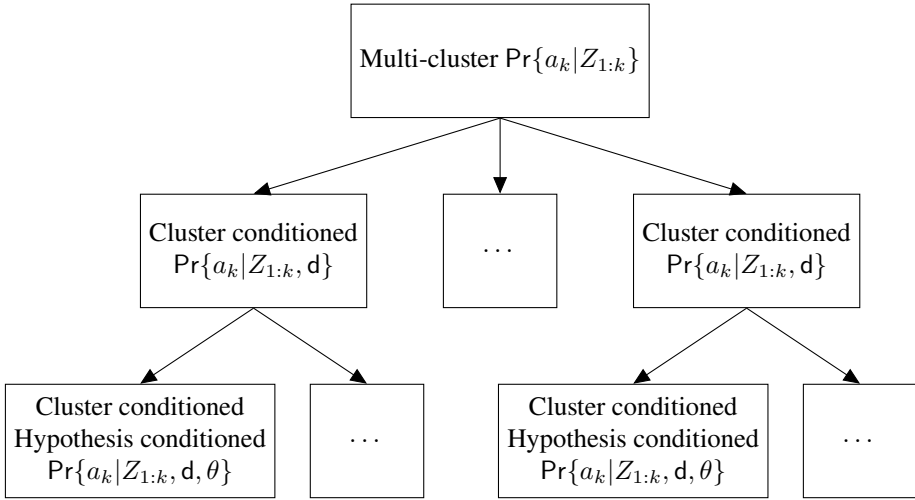 Multi-cluster Pr{a_k|Z_{1:k}}
Cluster conditioned
Pr{a_k|Z_{1:k}, d}
...
Cluster conditioned
Pr{a_k|Z_{1:k}, d}
Cluster conditioned
Hypothesis conditioned
Pr{a_k|Z_{1:k}, d, θ}
...
Cluster conditioned
Hypothesis conditioned
Pr{a_k|Z_{1:k}, d, θ}
...